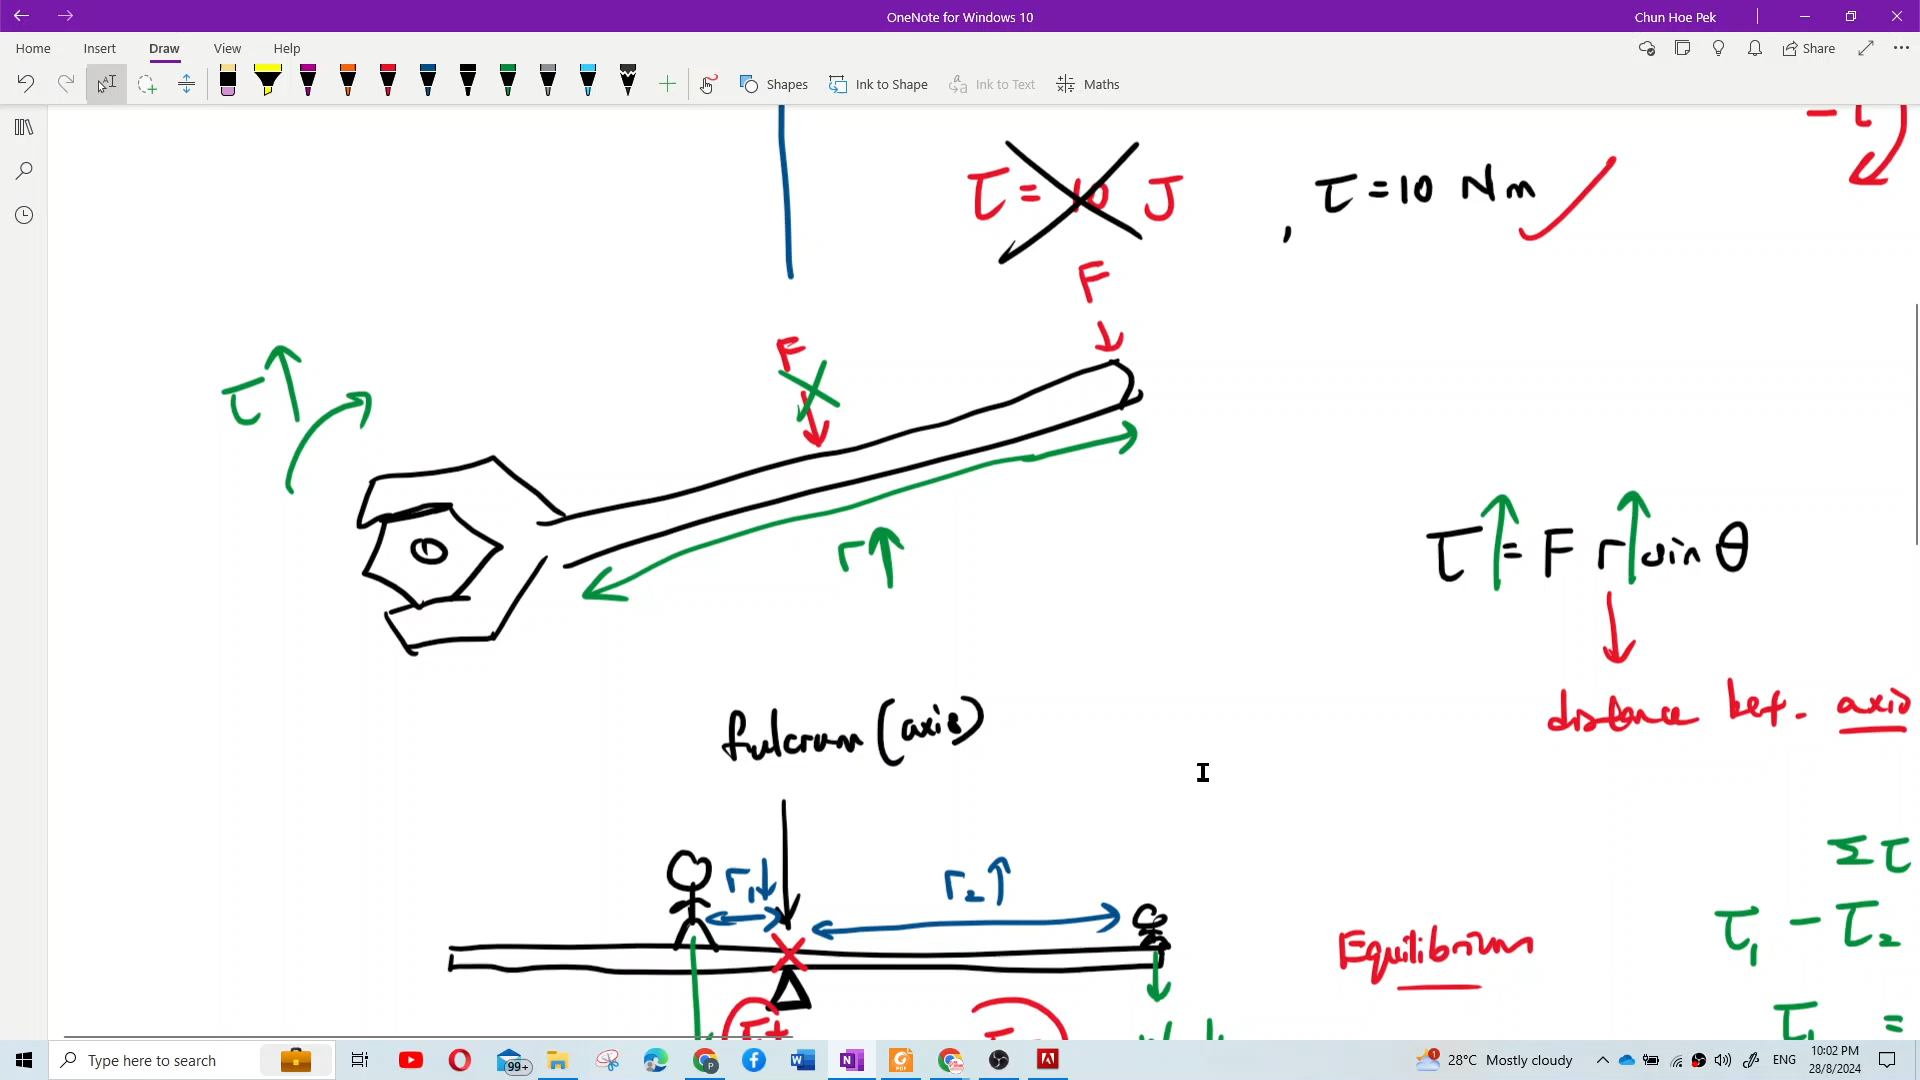 OneNote for Windows 10
Chun Hoe Pek
Home Insert Draw View Help
Share
Shapes
Ink to Shape
Ink to Text
Maths
- τ
τ = 10 J , τ = 10 Nm
F
F
τ↑
r↑
τ↑ = F r↑ sin θ
distance bet. axis
fulcrum (axis)
r₁↓ r₂↑
Στ
τ₁ - τ₂
Equilibrium
τ₁ =
Type here to search
99+
28°C Mostly cloudy
ENG
10:02 PM
28/8/2024